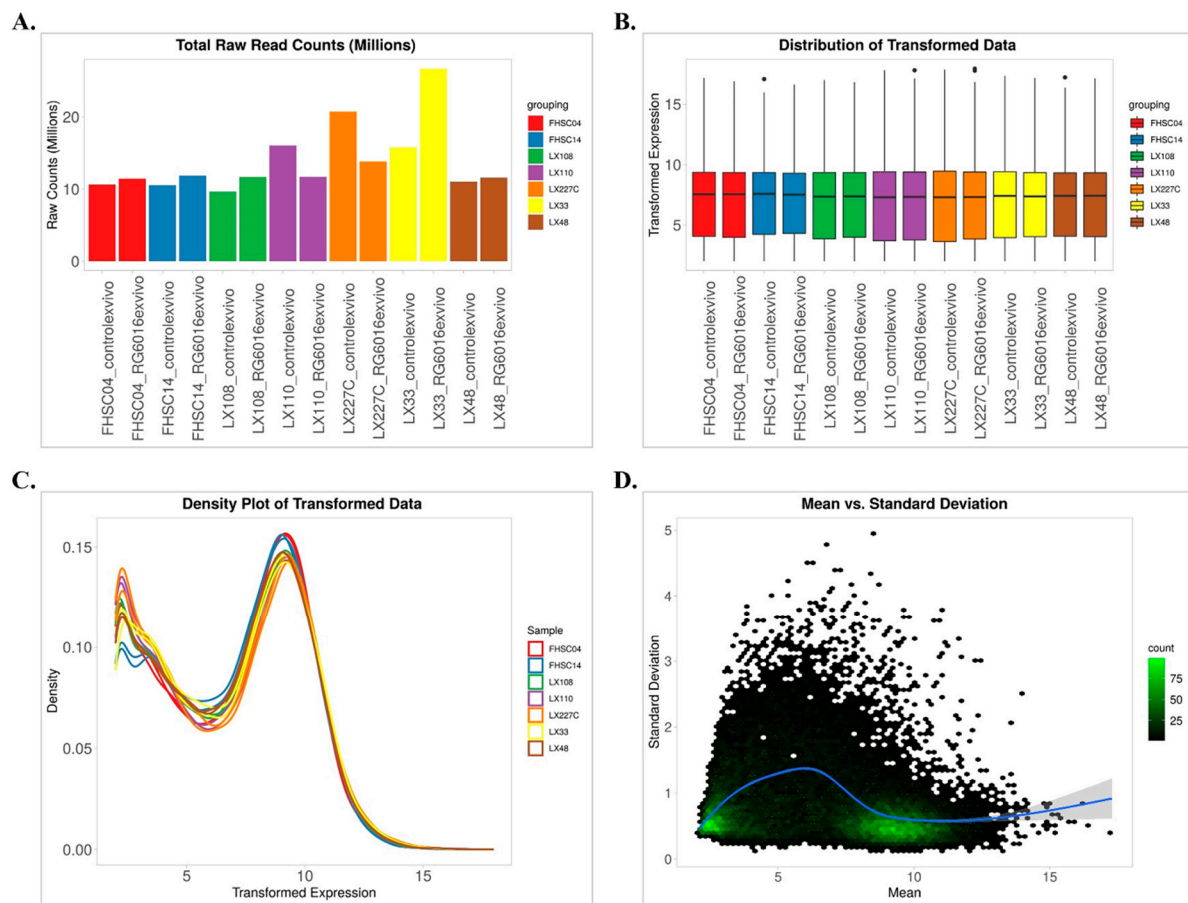 A.
Total Raw Read Counts (Millions)
Raw Counts (Millions)
20
10
0
FHSC04_controlexvivo
FHSC04_RG6016exvivo
FHSC14_controlexvivo
FHSC14_RG6016exvivo
LX108_controlexvivo
LX108_RG6016exvivo
LX110_controlexvivo
LX110_RG6016exvivo
LX227C_controlexvivo
LX227C_RG6016exvivo
LX33_controlexvivo
LX33_RG6016exvivo
LX48_controlexvivo
LX48_RG6016exvivo
grouping
FHSC04
FHSC14
LX108
LX110
LX227C
LX33
LX48
B.
Distribution of Transformed Data
Transformed Expression
15
10
5
FHSC04_controlexvivo
FHSC04_RG6016exvivo
FHSC14_controlexvivo
FHSC14_RG6016exvivo
LX108_controlexvivo
LX108_RG6016exvivo
LX110_controlexvivo
LX110_RG6016exvivo
LX227C_controlexvivo
LX227C_RG6016exvivo
LX33_controlexvivo
LX33_RG6016exvivo
LX48_controlexvivo
LX48_RG6016exvivo
grouping
FHSC04
FHSC14
LX108
LX110
LX227C
LX33
LX48
C.
Density Plot of Transformed Data
Density
0.15
0.10
0.05
0.00
5
10
15
Transformed Expression
Sample
FHSC04
FHSC14
LX108
LX110
LX227C
LX33
LX48
D.
Mean vs. Standard Deviation
Standard Deviation
5
4
3
2
1
0
5
10
15
Mean
count
75
50
25